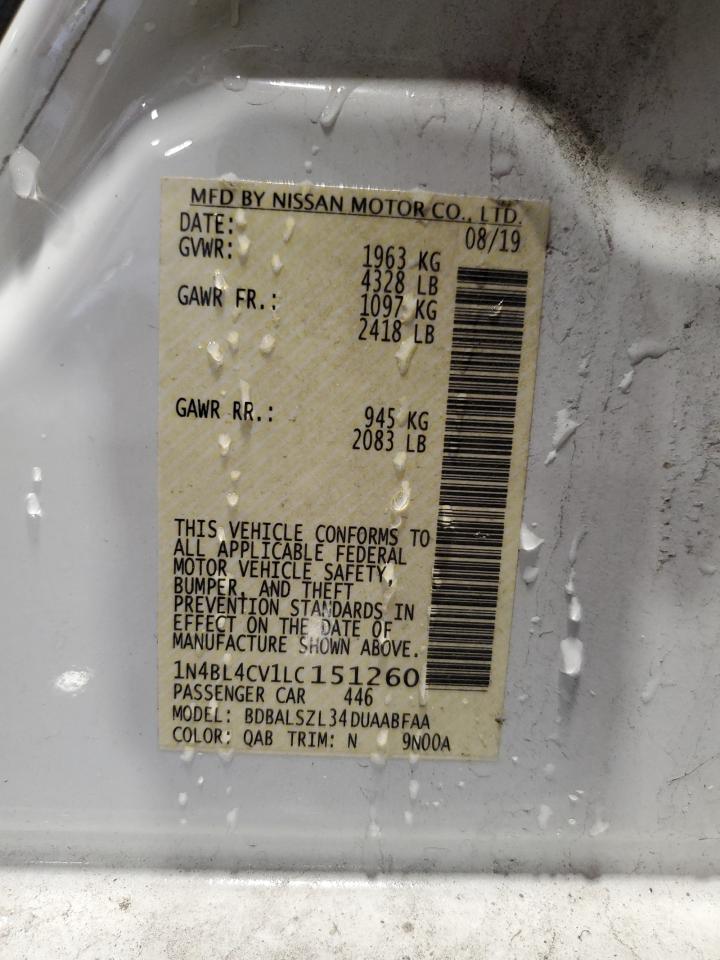 MFD BY NISSAN MOTOR CO., LTD.
DATE: 08/19
GVWR: 1963 KG
4328 LB
GAWR FR.: 1097 KG
2418 LB
GAWR RR.: 945 KG
2083 LB
THIS VEHICLE CONFORMS TO
ALL APPLICABLE FEDERAL
MOTOR VEHICLE SAFETY,
BUMPER, AND THEFT
PREVENTION STANDARDS IN
EFFECT ON THE DATE OF
MANUFACTURE SHOWN ABOVE.
1N4BL4CV1LC151260
PASSENGER CAR 446
MODEL: BDBALSZL34DUAABFAA
COLOR: QAB TRIM: N 9N00A